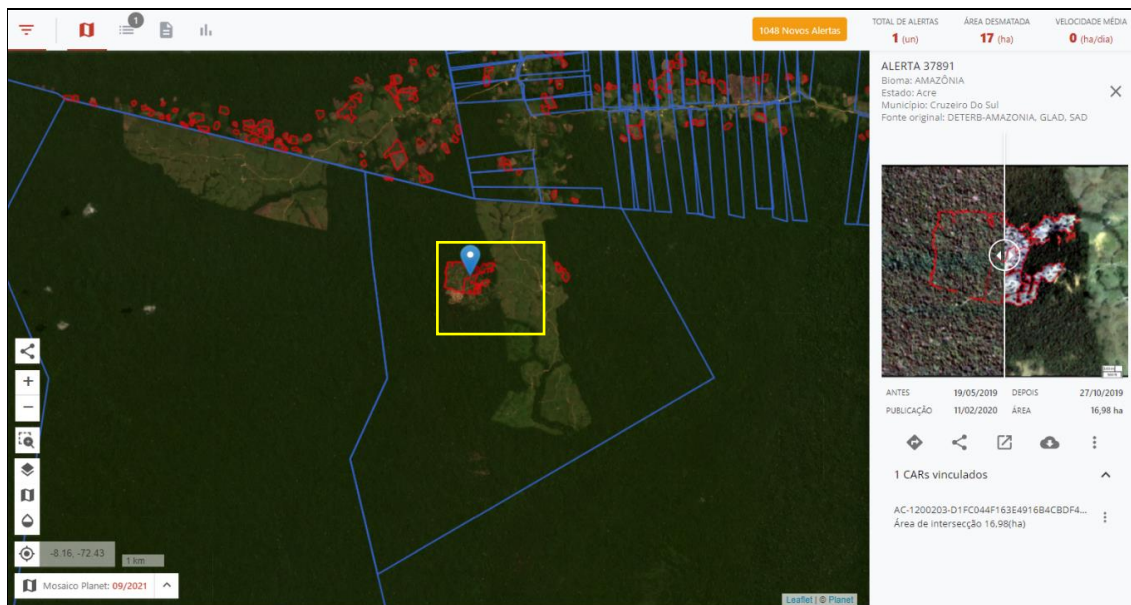 1
1048 Novos Alertas
TOTAL DE ALERTAS
1 (un)
ÁREA DESMATADA
17 (ha)
VELOCIDADE MÉDIA
0 (ha/dia)
ALERTA 37891
Bioma: AMAZÔNIA
Estado: Acre
Município: Cruzeiro Do Sul
Fonte original: DETERB-AMAZONIA, GLAD, SAD
ANTES 19/05/2019 DEPOIS 27/10/2019
PUBLICAÇÃO 11/02/2020 ÁREA 16,98 ha
1 CARs vinculados
AC-1200203-D1FC044F163E4916B4CBDF4...
Área de intersecção 16,98(ha)
-8.16, -72.43
1 km
Mosaico Planet: 09/2021
Leaflet | © Planet